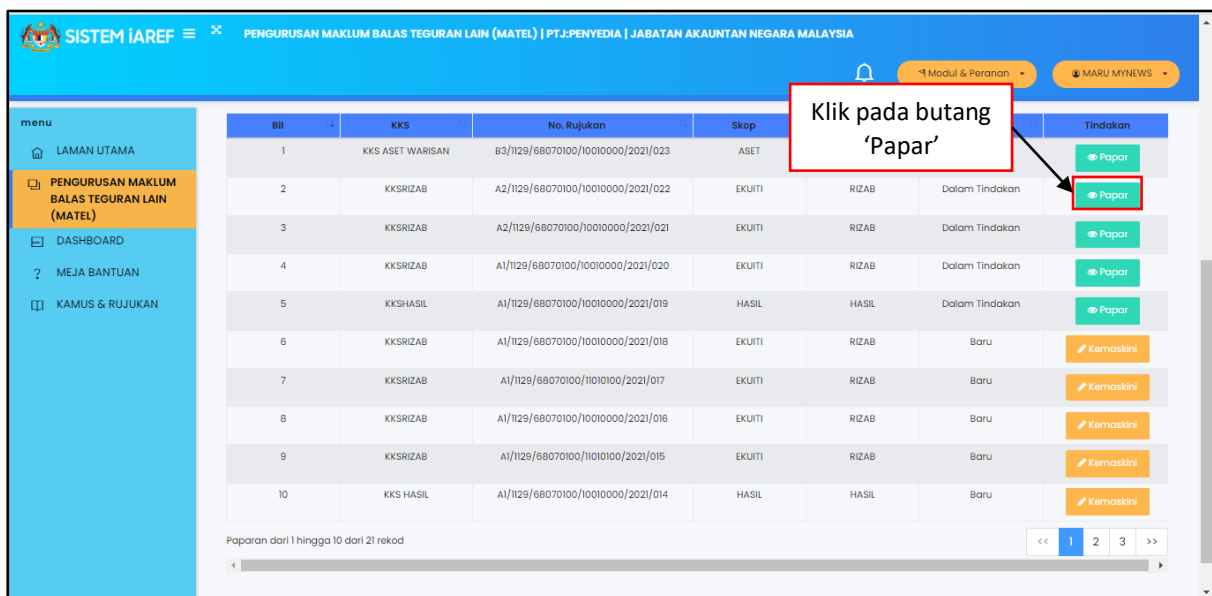 SISTEM iAREF
PENGURUSAN MAKLUM BALAS TEGURAN LAIN (MATEL) | PTJ:PENYEDIA | JABATAN AKAUNTAN NEGARA MALAYSIA
Modul & Peranan
MARU MYNEWS
Klik pada butang
‘Papar’
menu
LAMAN UTAMA
PENGURUSAN MAKLUM
BALAS TEGURAN LAIN
(MATEL)
DASHBOARD
MEJA BANTUAN
KAMUS & RUJUKAN
Bil KKS No. Rujukan Skop Tindakan
1 KKS ASET WARISAN B3/1129/68070100/10010000/2021/023 ASET Papar
2 KKSRIZAB A2/1129/68070100/10010000/2021/022 EKUITI RIZAB Dalam Tindakan Papar
3 KKSRIZAB A2/1129/68070100/10010000/2021/021 EKUITI RIZAB Dalam Tindakan Papar
4 KKSRIZAB A1/1129/68070100/10010000/2021/020 EKUITI RIZAB Dalam Tindakan Papar
5 KKSHASIL A1/1129/68070100/10010000/2021/019 HASIL HASIL Dalam Tindakan Papar
6 KKSRIZAB A1/1129/68070100/10010000/2021/018 EKUITI RIZAB Baru Kemaskini
7 KKSRIZAB A1/1129/68070100/11010100/2021/017 EKUITI RIZAB Baru Kemaskini
8 KKSRIZAB A1/1129/68070100/10010000/2021/016 EKUITI RIZAB Baru Kemaskini
9 KKSRIZAB A1/1129/68070100/11010100/2021/015 EKUITI RIZAB Baru Kemaskini
10 KKS HASIL A1/1129/68070100/10010000/2021/014 HASIL HASIL Baru Kemaskini
Paparan dari 1 hingga 10 dari 21 rekod
<< 1 2 3 >>